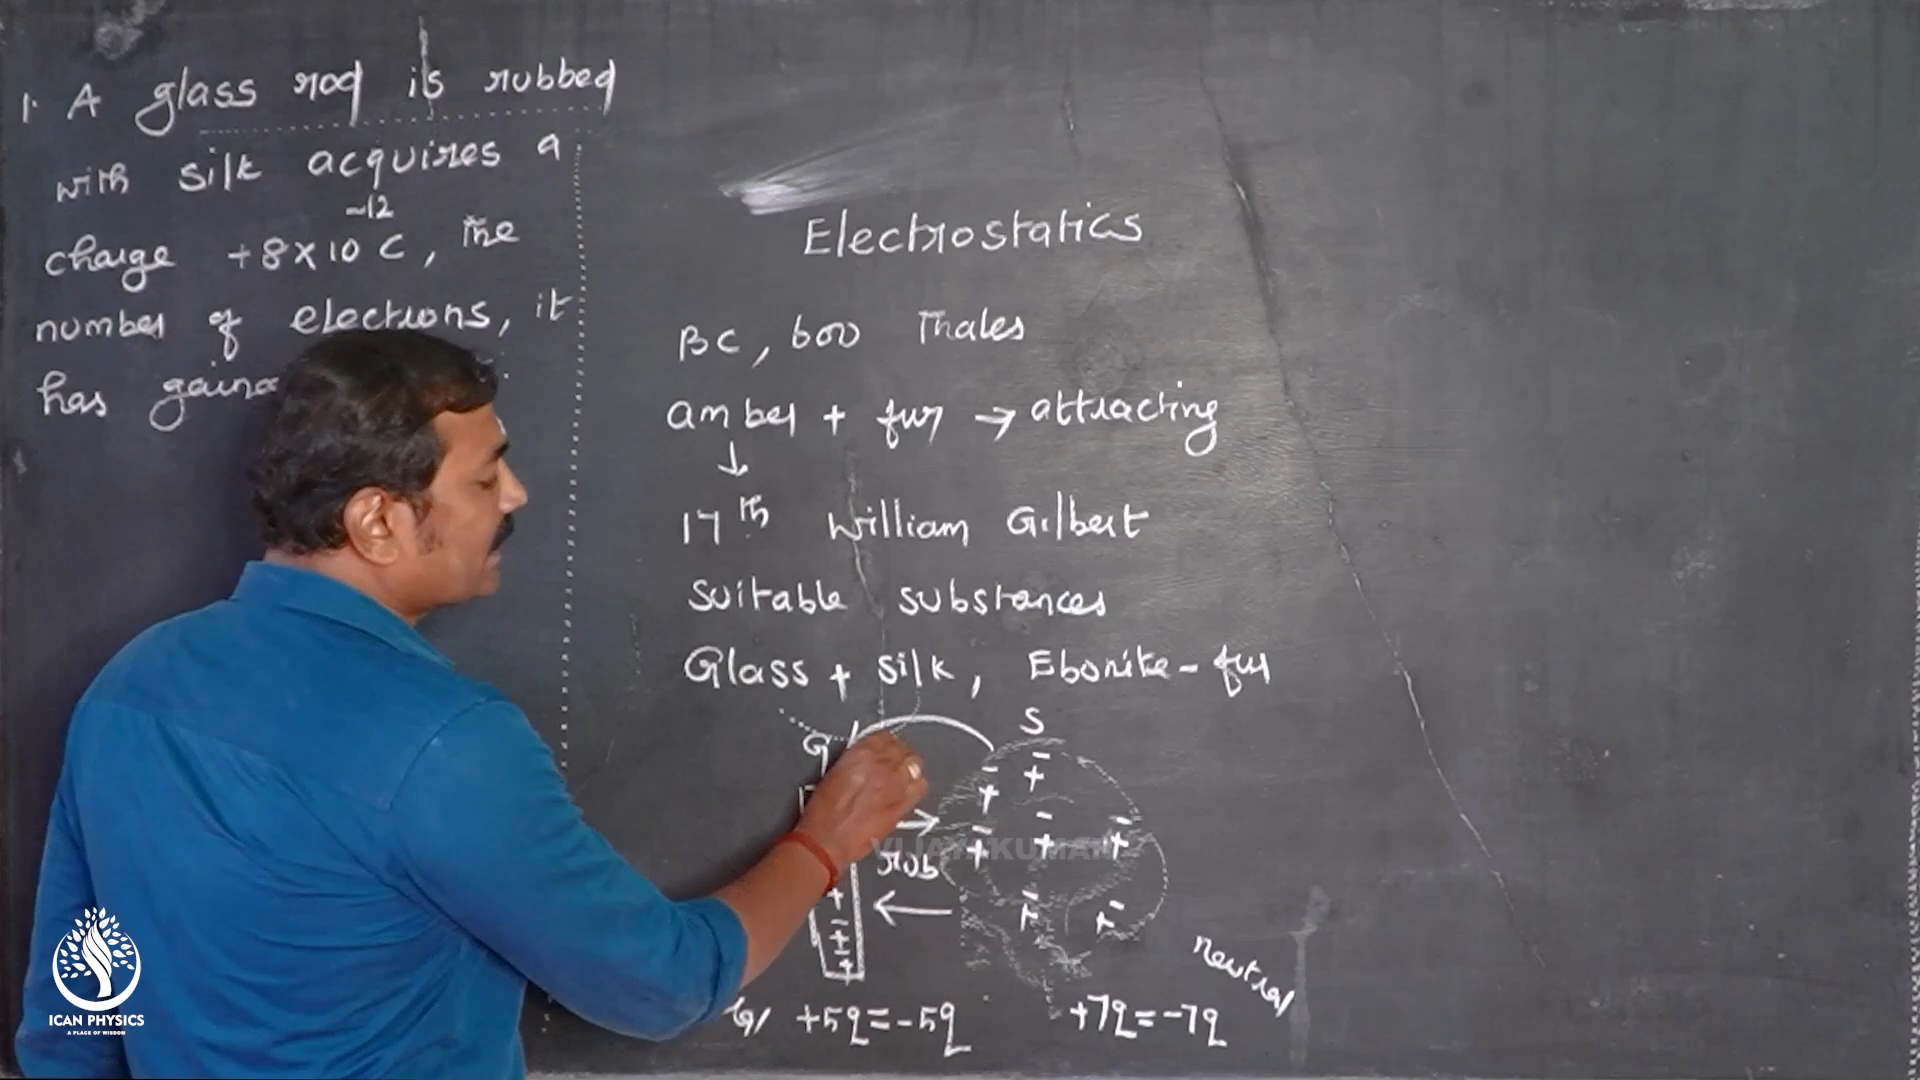 1. A glass rod is rubbed
with silk acquires a
charge +8×10⁻¹² C, the
number of electrons, it
has
Electrostatics
BC, 600 Thales
amber + fur → attracting
↓
17th William Gilbert
suitable substances
Glass + silk, Ebonite - fur
G S
→
rub
←
neutral
+5q=-5q +7q=-7q
VIJAYAKUMAR
ICAN PHYSICS
A PLACE OF WISDOM